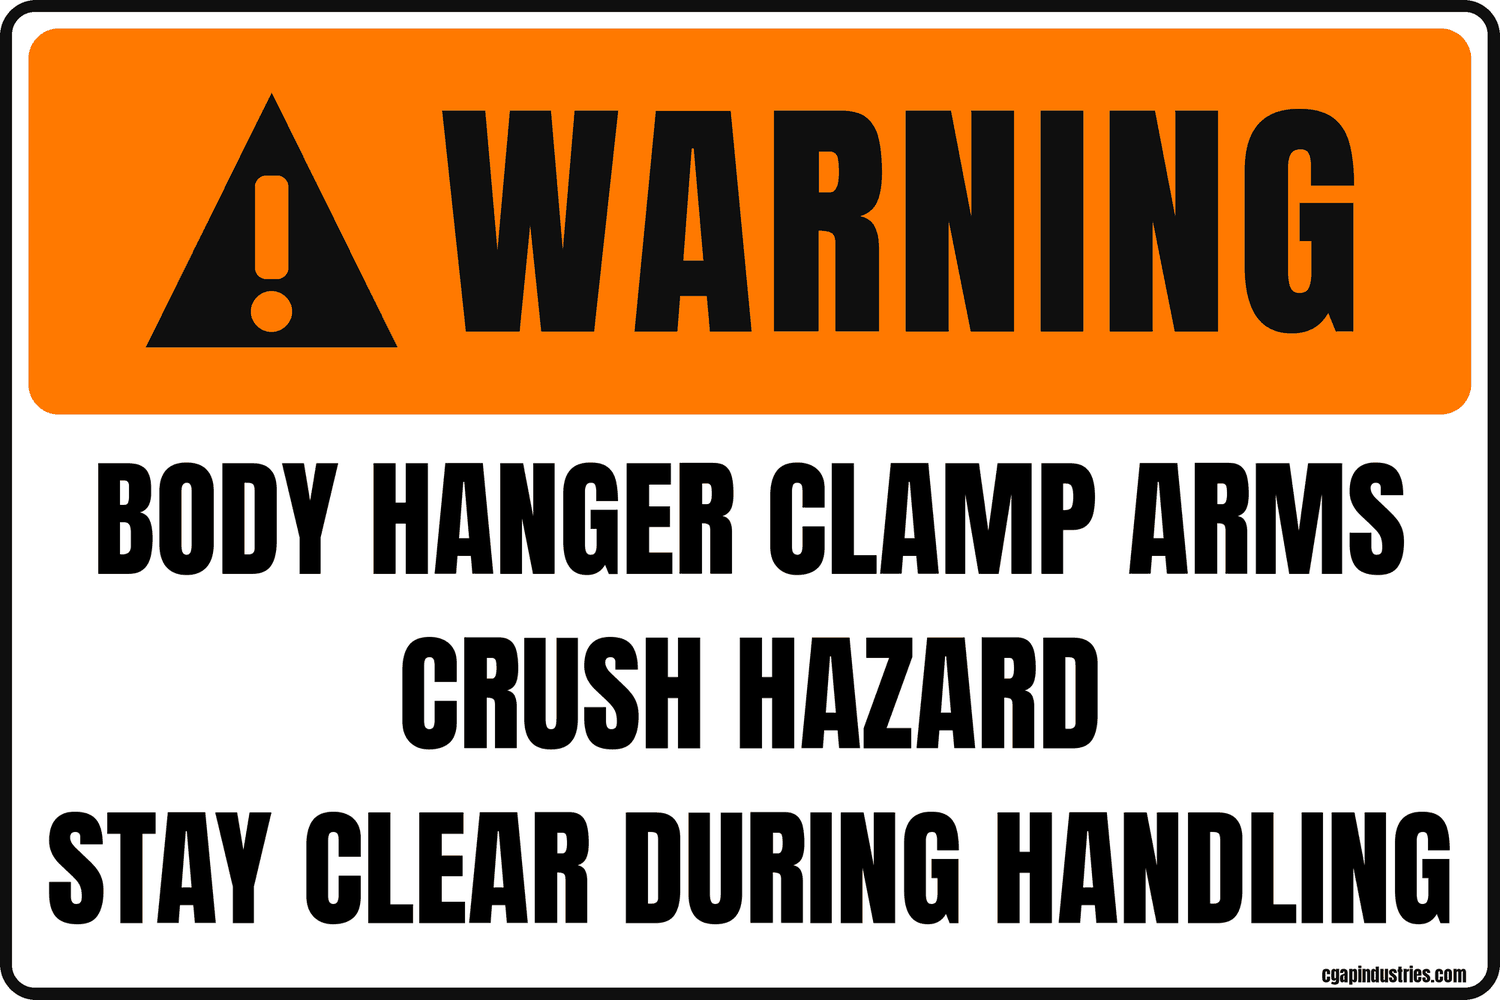 WARNING
BODY HANGER CLAMP ARMS
CRUSH HAZARD
STAY CLEAR DURING HANDLING
cgapindustries.com